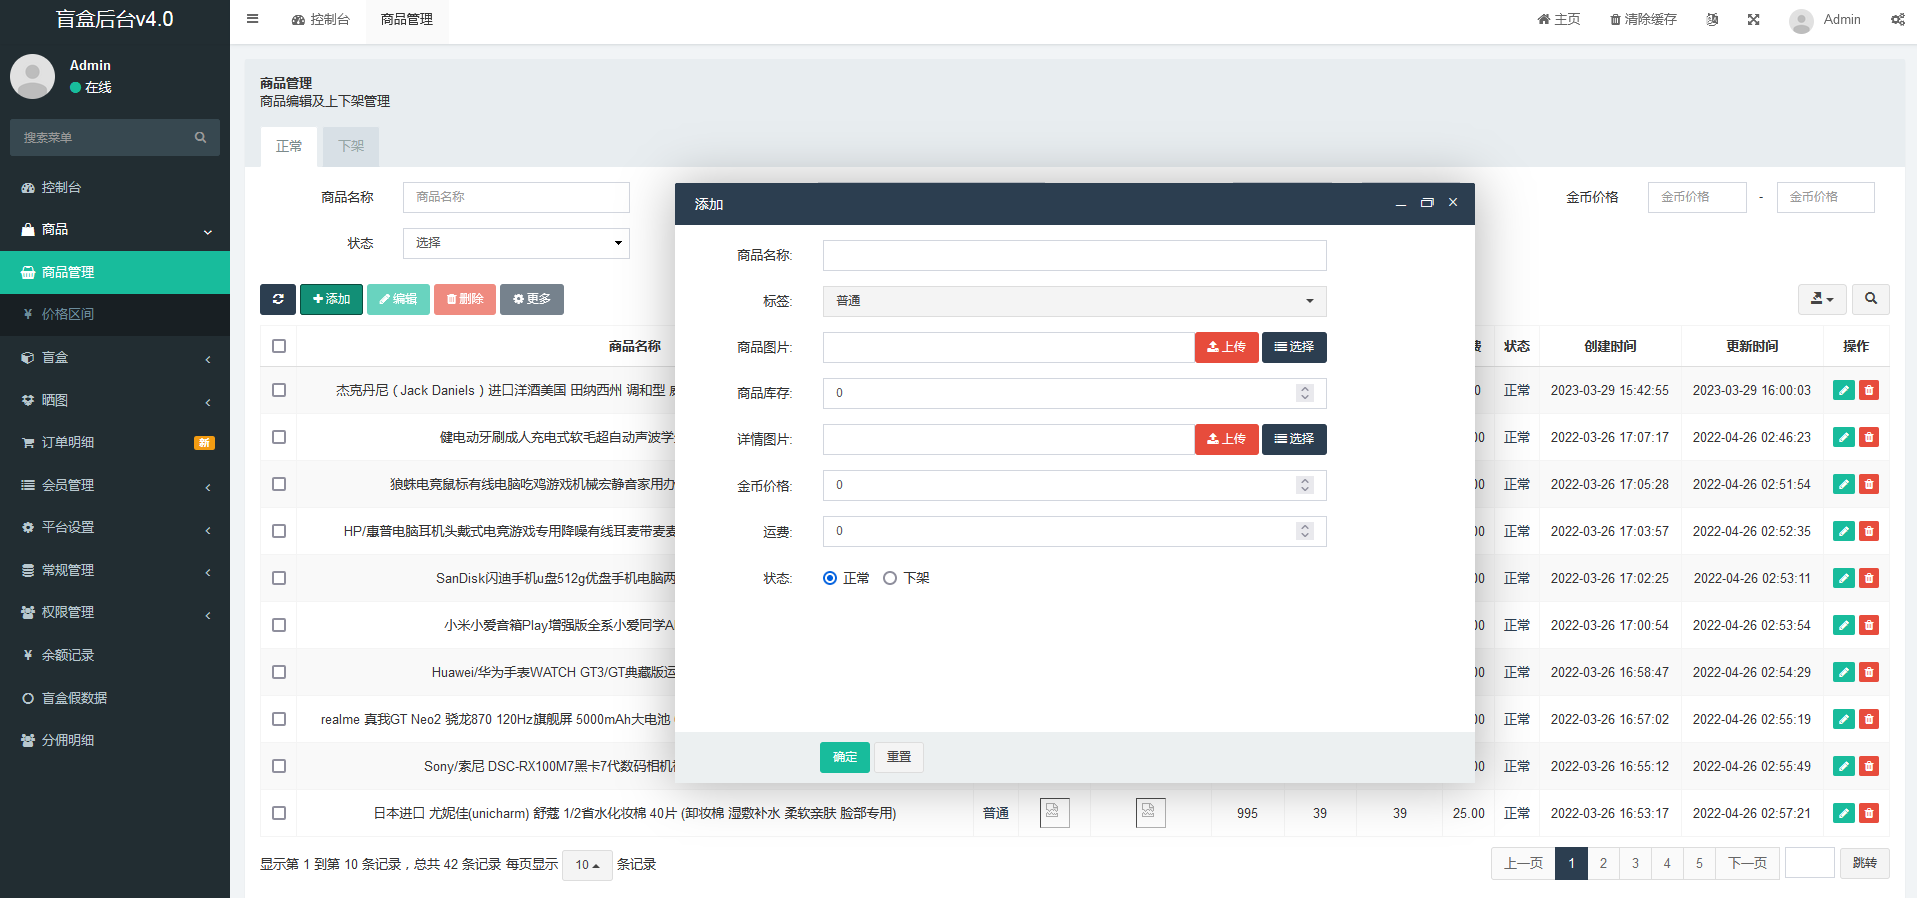 盲盒后台v4.0
控制台
商品管理
主页
清除缓存
Admin
Admin
在线
搜索菜单
控制台
商品
商品管理
¥ 价格区间
盲盒
晒图
订单明细 新
会员管理
平台设置
常规管理
权限管理
¥ 余额记录
盲盒假数据
分佣明细
商品管理
商品编辑及上下架管理
正常 下架
商品名称 商品名称
金币价格 金币价格 - 金币价格
状态 选择
添加 编辑 删除 更多
商品名称 状态 创建时间 更新时间 操作
杰克丹尼 ( Jack Daniels ) 进口洋酒美国 田纳西州 调和型 0 正常 2023-03-29 15:42:55 2023-03-29 16:00:03
健电动牙刷成人充电式软毛超自动声波学 00 正常 2022-03-26 17:07:17 2022-04-26 02:46:23
狼蛛电竞鼠标有线电脑吃鸡游戏机械宏静音家用办 00 正常 2022-03-26 17:05:28 2022-04-26 02:51:54
HP/惠普电脑耳机头戴式电竞游戏专用降噪有线耳麦带麦麦 00 正常 2022-03-26 17:03:57 2022-04-26 02:52:35
SanDisk闪迪手机u盘512g优盘手机电脑两 00 正常 2022-03-26 17:02:25 2022-04-26 02:53:11
小米小爱音箱Play增强版全系小爱同学A 00 正常 2022-03-26 17:00:54 2022-04-26 02:53:54
Huawei/华为手表WATCH GT3/GT典藏版运 00 正常 2022-03-26 16:58:47 2022-04-26 02:54:29
realme 真我GT Neo2 骁龙870 120Hz旗舰屏 5000mAh大电池 00 正常 2022-03-26 16:57:02 2022-04-26 02:55:19
Sony/索尼 DSC-RX100M7黑卡7代数码相机 00 正常 2022-03-26 16:55:12 2022-04-26 02:55:49
日本进口 尤妮佳(unicharm) 舒蔻 1/2省水化妆棉 40片 (卸妆棉 湿敷补水 柔软亲肤 脸部专用) 普通 995 39 39 25.00 正常 2022-03-26 16:53:17 2022-04-26 02:57:21
显示第 1 到第 10 条记录，总共 42 条记录 每页显示 10 条记录
上一页 1 2 3 4 5 下一页 跳转
添加
商品名称:
标签: 普通
商品图片: 上传 选择
商品库存: 0
详情图片: 上传 选择
金币价格: 0
运费: 0
状态: 正常 下架
确定 重置